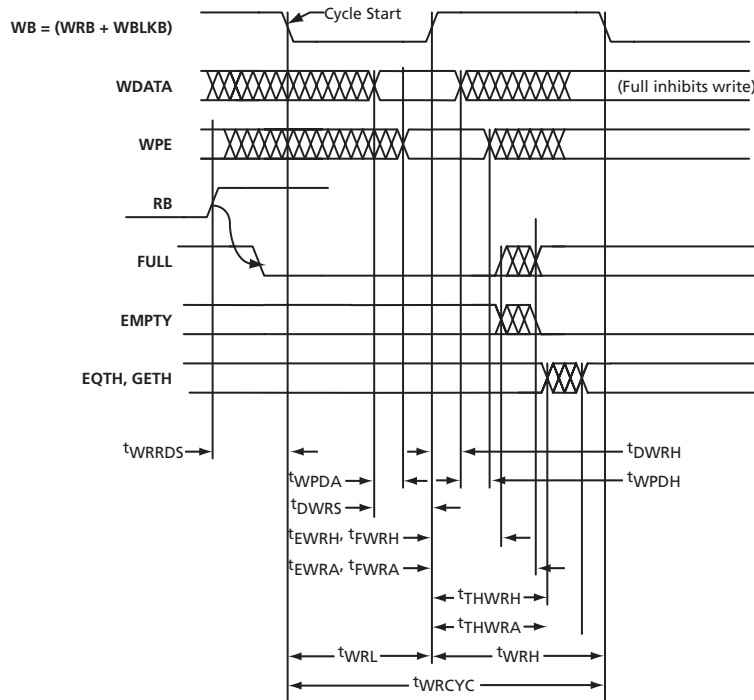 Cycle Start
WB = (WRB + WBLKB)
WDATA
(Full inhibits write)
WPE
RB
FULL
EMPTY
EQTH, GETH
tWRRDS
tDWRH
tWPDA
tWPDH
tDWRS
tEWRH, tFWRH
tEWRA, tFWRA
tTHWRH
tTHWRA
tWRL
tWRH
tWRCYC